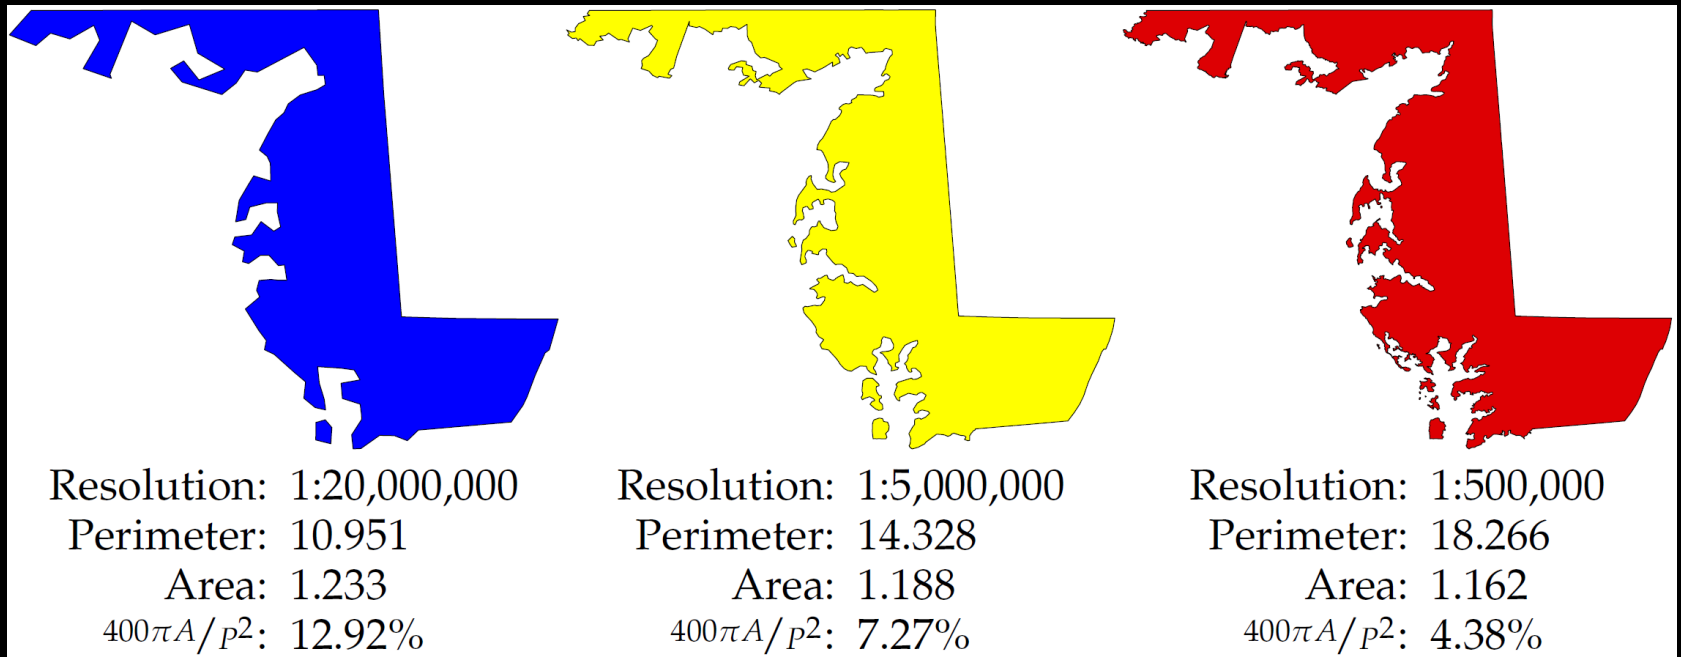 Resolution: 1:20,000,000
Perimeter: 10.951
Area: 1.233
400πA/P²: 12.92%
Resolution: 1:5,000,000
Perimeter: 14.328
Area: 1.188
400πA/P²: 7.27%
Resolution: 1:500,000
Perimeter: 18.266
Area: 1.162
400πA/P²: 4.38%